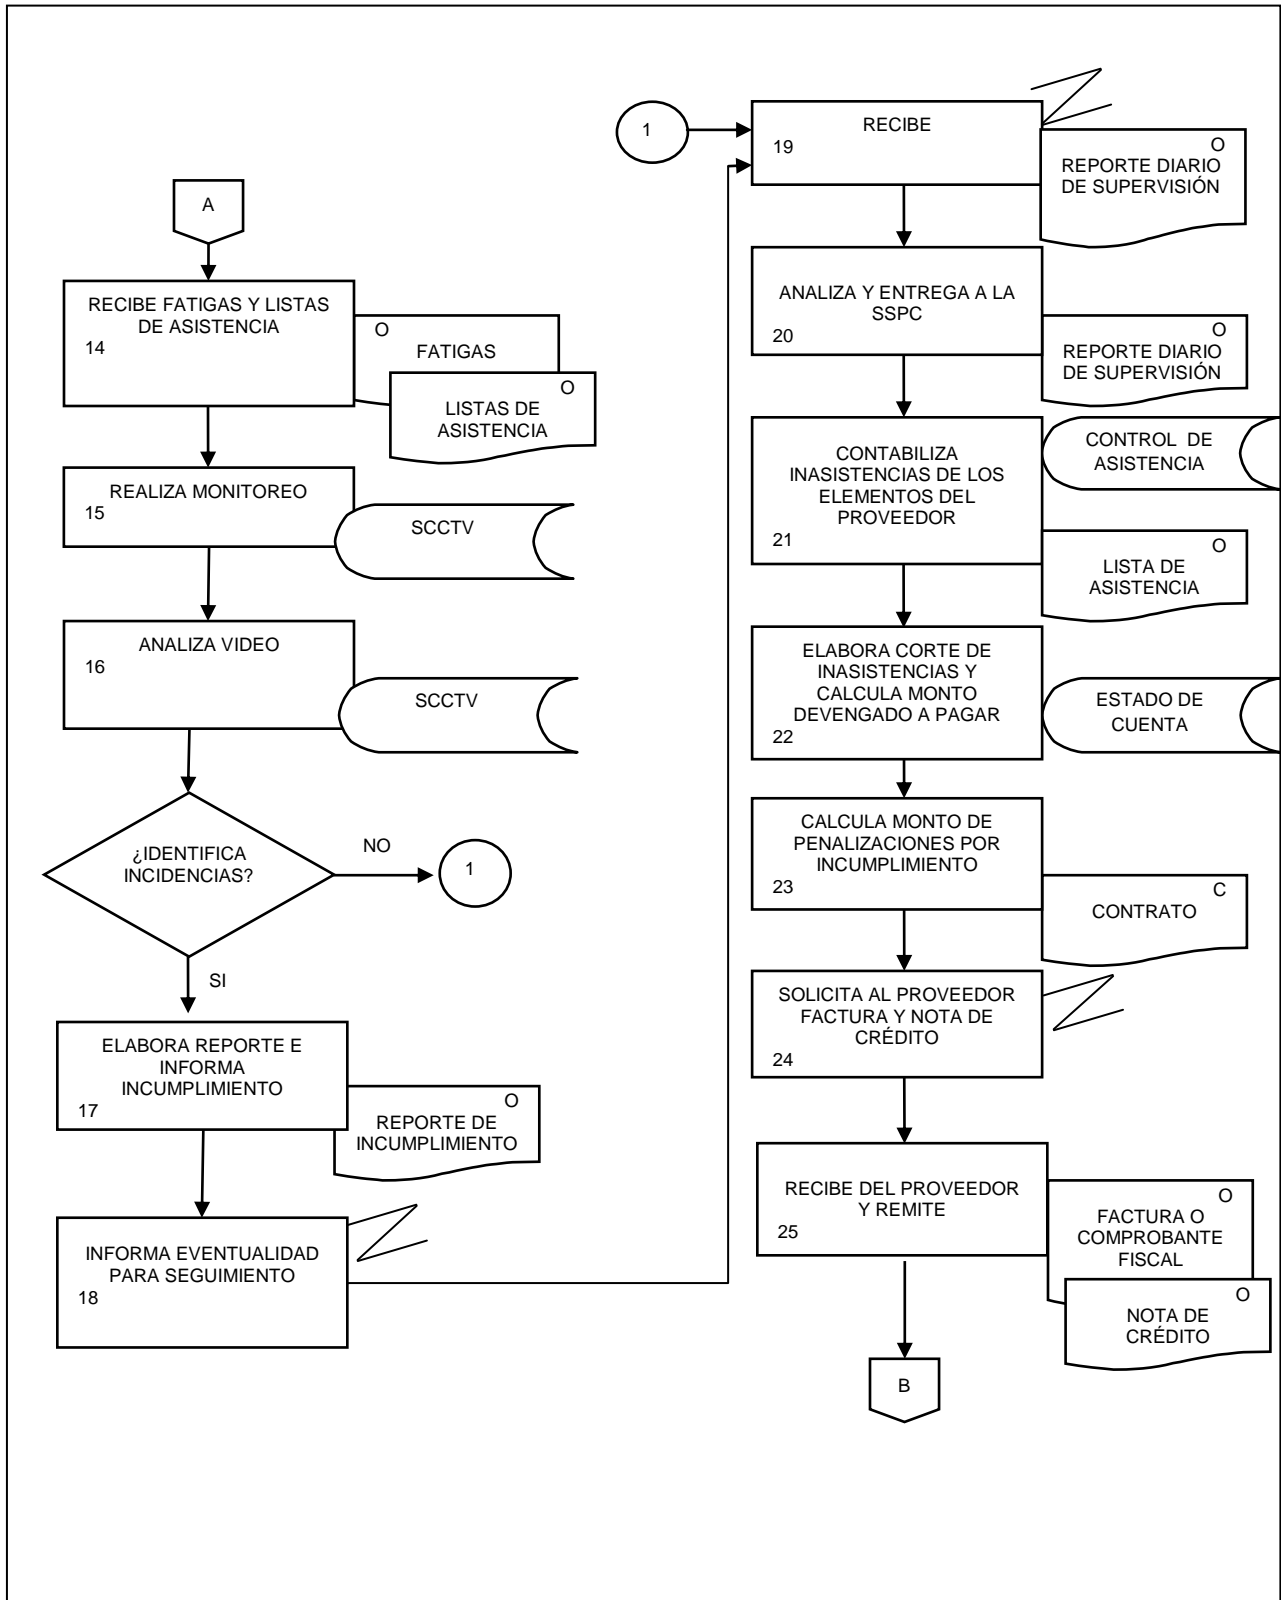 A
RECIBE FATIGAS Y LISTAS
DE ASISTENCIA
14
O
FATIGAS
O
LISTAS DE
ASISTENCIA
REALIZA MONITOREO
15
SCCTV
ANALIZA VIDEO
16
SCCTV
¿IDENTIFICA
INCIDENCIAS?
NO
1
SI
ELABORA REPORTE E
INFORMA
INCUMPLIMIENTO
17
O
REPORTE DE
INCUMPLIMIENTO
INFORMA EVENTUALIDAD
PARA SEGUIMIENTO
18
1
RECIBE
19
O
REPORTE DIARIO
DE SUPERVISIÓN
ANALIZA Y ENTREGA A LA
SSPC
20
O
REPORTE DIARIO
DE SUPERVISIÓN
CONTABILIZA
INASISTENCIAS DE LOS
ELEMENTOS DEL
PROVEEDOR
21
CONTROL DE
ASISTENCIA
O
LISTA DE
ASISTENCIA
ELABORA CORTE DE
INASISTENCIAS Y
CALCULA MONTO
DEVENGADO A PAGAR
22
ESTADO DE
CUENTA
CALCULA MONTO DE
PENALIZACIONES POR
INCUMPLIMIENTO
23
C
CONTRATO
SOLICITA AL PROVEEDOR
FACTURA Y NOTA DE
CRÉDITO
24
RECIBE DEL PROVEEDOR
Y REMITE
25
O
FACTURA O
COMPROBANTE
FISCAL
O
NOTA DE
CRÉDITO
B